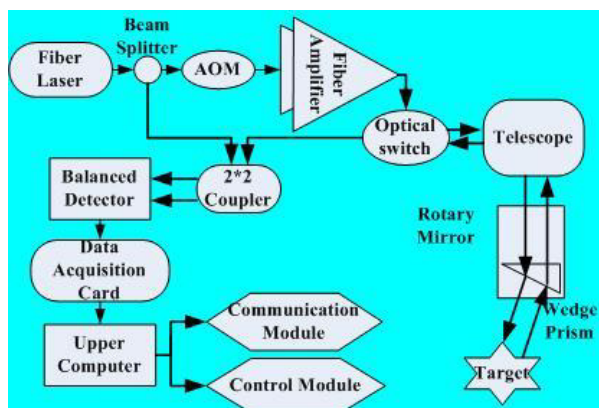 Beam
Splitter
Fiber
Laser
AOM
Fiber
Amplifier
Optical
switch
Telescope
Balanced
Detector
2*2
Coupler
Rotary
Mirror
Data
Acquisition
Card
Wedge
Prism
Communication
Module
Upper
Computer
Control Module
Target